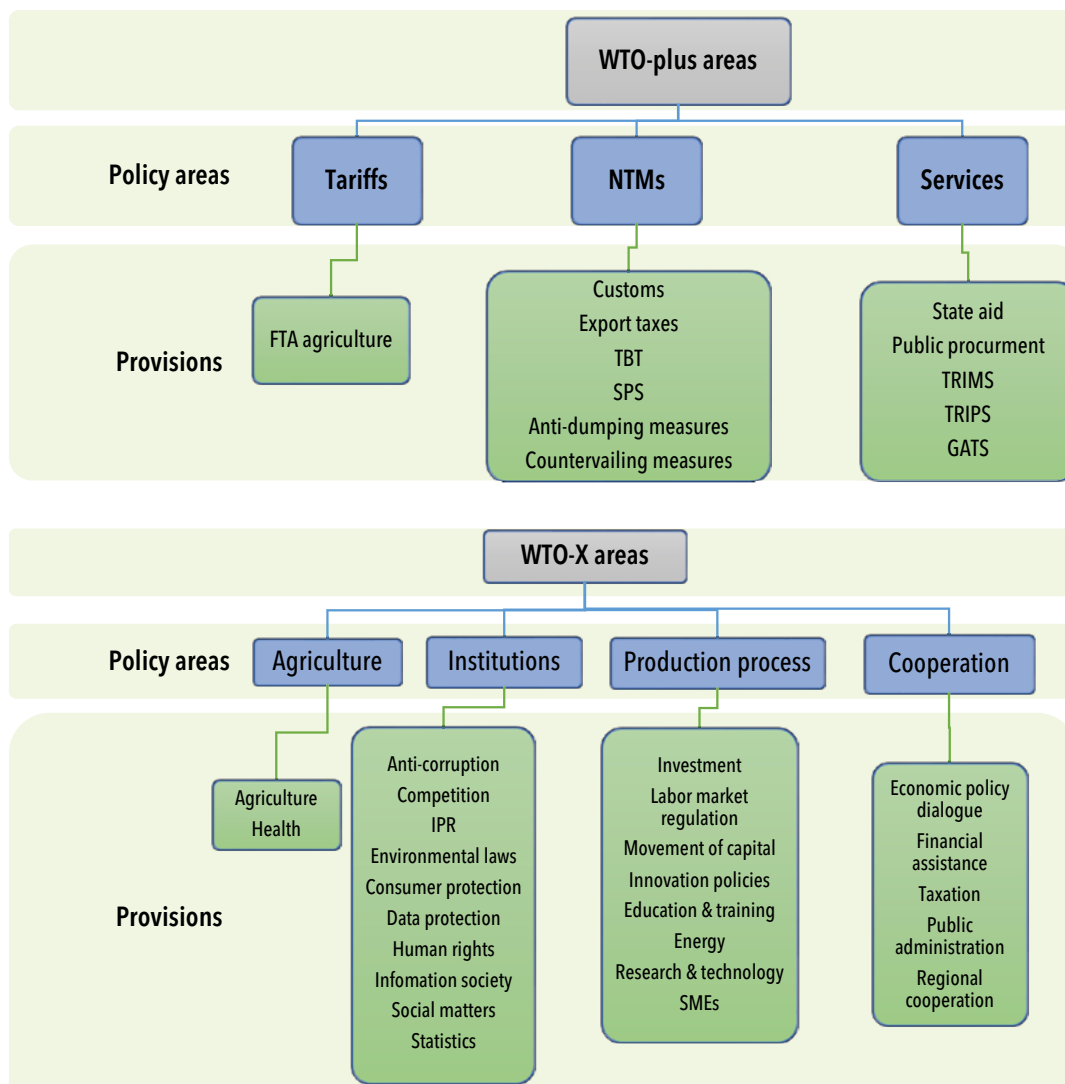 WTO-plus areas
Policy areas
Tariffs
NTMs
Services
Provisions
FTA agriculture
Customs
Export taxes
TBT
SPS
Anti-dumping measures
Countervailing measures
State aid
Public procurment
TRIMS
TRIPS
GATS
WTO-X areas
Policy areas
Agriculture
Institutions
Production process
Cooperation
Provisions
Agriculture
Health
Anti-corruption
Competition
IPR
Environmental laws
Consumer protection
Data protection
Human rights
Infomation society
Social matters
Statistics
Investment
Labor market
regulation
Movement of capital
Innovation policies
Education & training
Energy
Research & technology
SMEs
Economic policy
dialogue
Financial
assistance
Taxation
Public
administration
Regional
cooperation